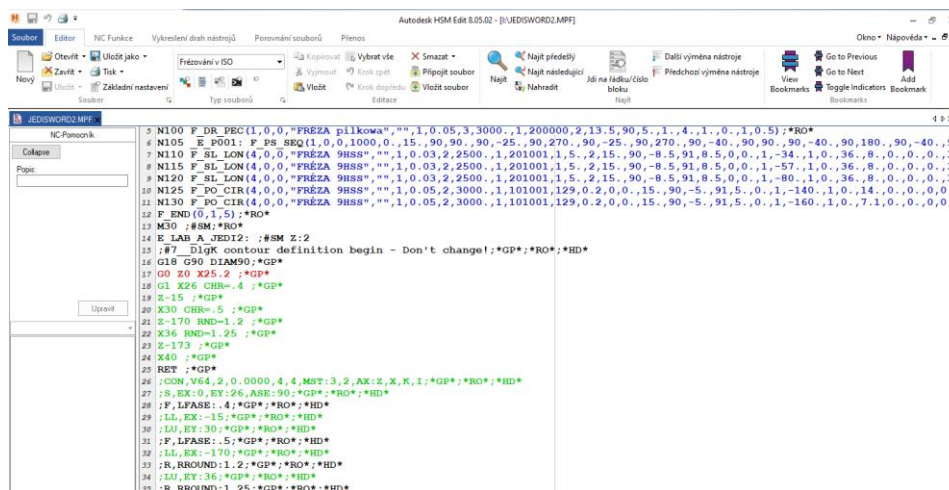 Autodesk HSM Edit 8.05.02 - [I:\JEDISWORD2.MPF]
Soubor Editor NC Funkce Vykreslení drah nástrojů Porovnání souborů Přenos Okno Nápověda
Nový
Otevřít Uložit jako
Zavřít Tisk
Uložit Základní nastavení
Soubor
Frézování v ISO
Typ souborů
Kopírovat Vybrat vše Smazat
Vyjmout Krok zpět Připojit soubor
Vložit Krok dopředu Vložit soubor
Editace
Najít
Najít předešlý
Najít následující
Nahradit
Jdi na řádku/číslo bloku
Další výměna nástroje
Předchozí výměna nástroje
Najít
View Bookmarks
Go to Previous
Go to Next
Toggle Indicators
Add Bookmark
Bookmarks
JEDISWORD2.MPF
NC-Pomocník
Collapse
Popis:
Upravit
5 N100 F_DR_PEC(1,0,0,"FRÉZA pilkowa","",1,0.05,3,3000.,1,200000,2,13.5,90,5.,1.,4.,1.,0.,1,0.5);*RO*
6 N105 _E_P001: F_PS_SEQ(1,0,0,1000,0.,15.,90,90.,90,-25.,90,270.,90,-25.,90,270.,90,-40.,90,90.,90,-40.,90,180.,90,-40.,
7 N110 F_SL_LON(4,0,0,"FRÉZA 9HSS","",1,0.03,2,2500.,1,201001,1,5.,2,15.,90,-8.5,91,8.5,0,0.,1,-34.,1,0.,36.,8.,0.,0.,0.,
8 N115 F_SL_LON(4,0,0,"FRÉZA 9HSS","",1,0.03,2,2500.,1,201001,1,5.,2,15.,90,-8.5,91,8.5,0,0.,1,-57.,1,0.,36.,8.,0.,0.,0.,
9 N120 F_SL_LON(4,0,0,"FRÉZA 9HSS","",1,0.03,2,2500.,1,201001,1,5.,2,15.,90,-8.5,91,8.5,0,0.,1,-80.,1,0.,36.,8.,0.,0.,0.,
10 N125 F_PO_CIR(4,0,0,"FRÉZA 9HSS","",1,0.05,2,3000.,1,101001,129,0.2,0,0.,15.,90,-5.,91,5.,0.,1,-140.,1,0.,14.,0.,0.,0,0
11 N130 F_PO_CIR(4,0,0,"FRÉZA 9HSS","",1,0.05,2,3000.,1,101001,129,0.2,0,0.,15.,90,-5.,91,5.,0.,1,-160.,1,0.,7.1,0.,0.,0,0
12 F_END(0,1,5);*RO*
13 M30 ;#SM;*RO*
14 E_LAB_A_JEDI2: ;#SM Z:2
15 ;#7__DlgK contour definition begin - Don't change!;*GP*;*RO*;*HD*
16 G18 G90 DIAM90;*GP*
17 G0 Z0 X25.2 ;*GP*
18 G1 X26 CHR=.4 ;*GP*
19 Z-15 ;*GP*
20 X30 CHR=.5 ;*GP*
21 Z-170 RND=1.2 ;*GP*
22 X36 RND=1.25 ;*GP*
23 Z-173 ;*GP*
24 X40 ;*GP*
25 RET ;*GP*
26 ;CON,V64,2,0.0000,4,4,MST:3,2,AX:Z,X,K,I;*GP*;*RO*;*HD*
27 ;S,EX:0,EY:26,ASE:90;*GP*;*RO*;*HD*
28 ;F,LFASE:.4;*GP*;*RO*;*HD*
29 ;LL,EX:-15;*GP*;*RO*;*HD*
30 ;LU,EY:30;*GP*;*RO*;*HD*
31 ;F,LFASE:.5;*GP*;*RO*;*HD*
32 ;LL,EX:-170;*GP*;*RO*;*HD*
33 ;R,RROUND:1.2;*GP*;*RO*;*HD*
34 ;LU,EY:36;*GP*;*RO*;*HD*
35 ;R,RROUND:1.25;*GP*;*RO*;*HD*